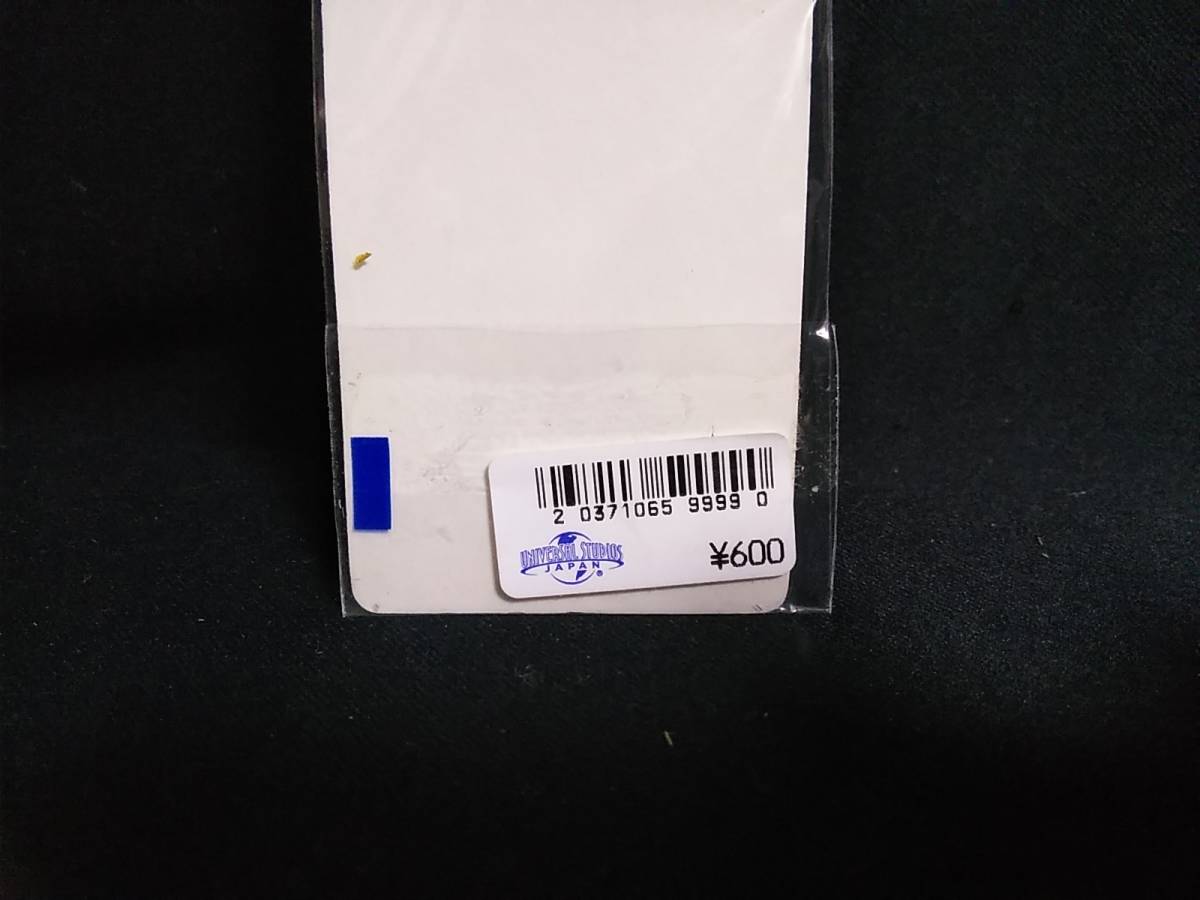 2 0371065 9999 0
UNIVERSAL STUDIOS
JAPAN ®
¥600